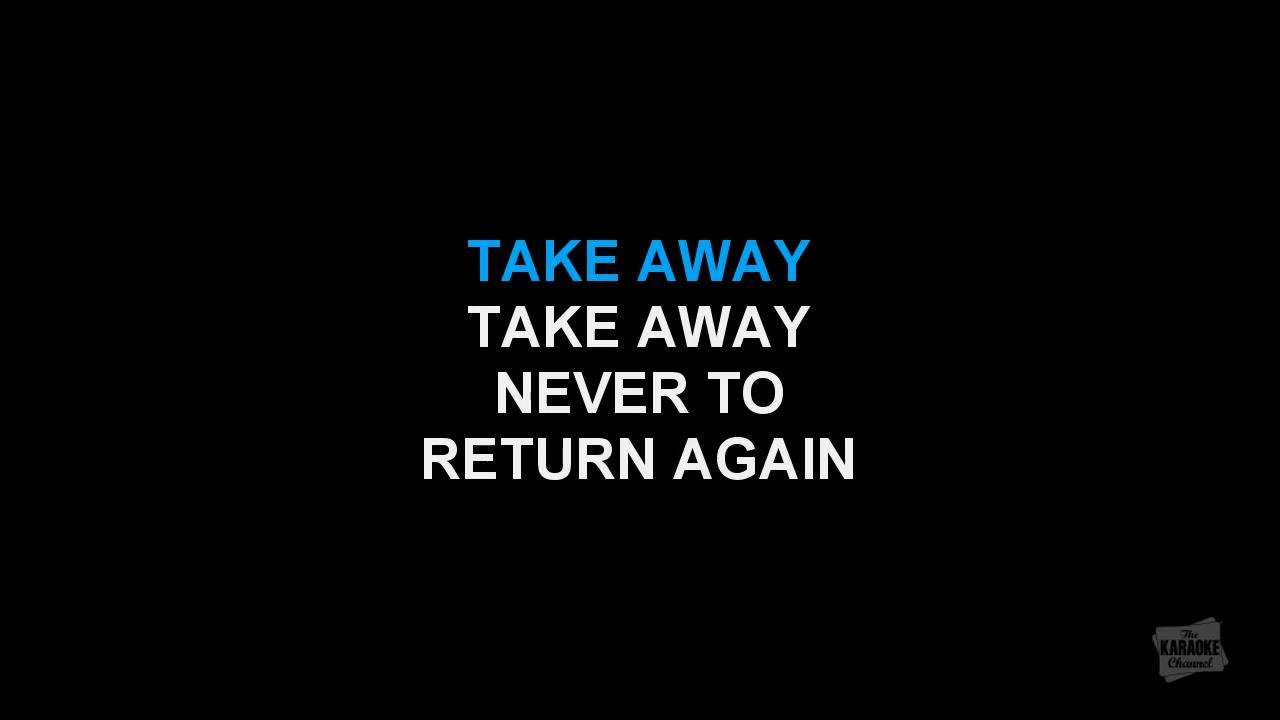 TAKE AWAY
TAKE AWAY
NEVER TO
RETURN AGAIN
The
KARAOKE
Channel